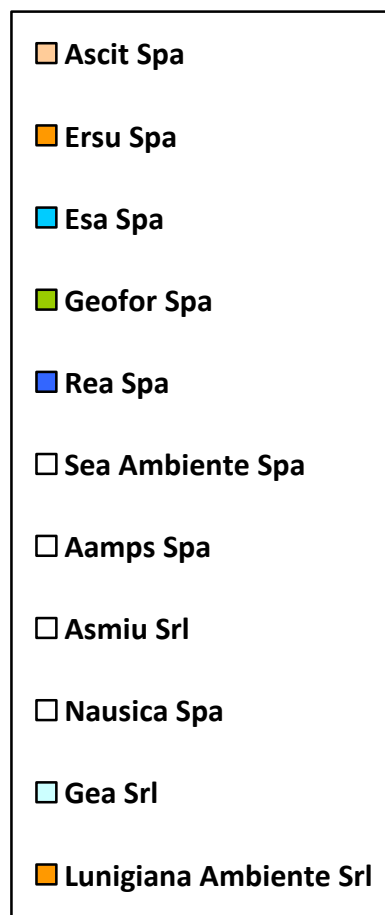 Ascit Spa
Ersu Spa
Esa Spa
Geofor Spa
Rea Spa
Sea Ambiente Spa
Aamps Spa
Asmiu Srl
Nausica Spa
Gea Srl
Lunigiana Ambiente Srl